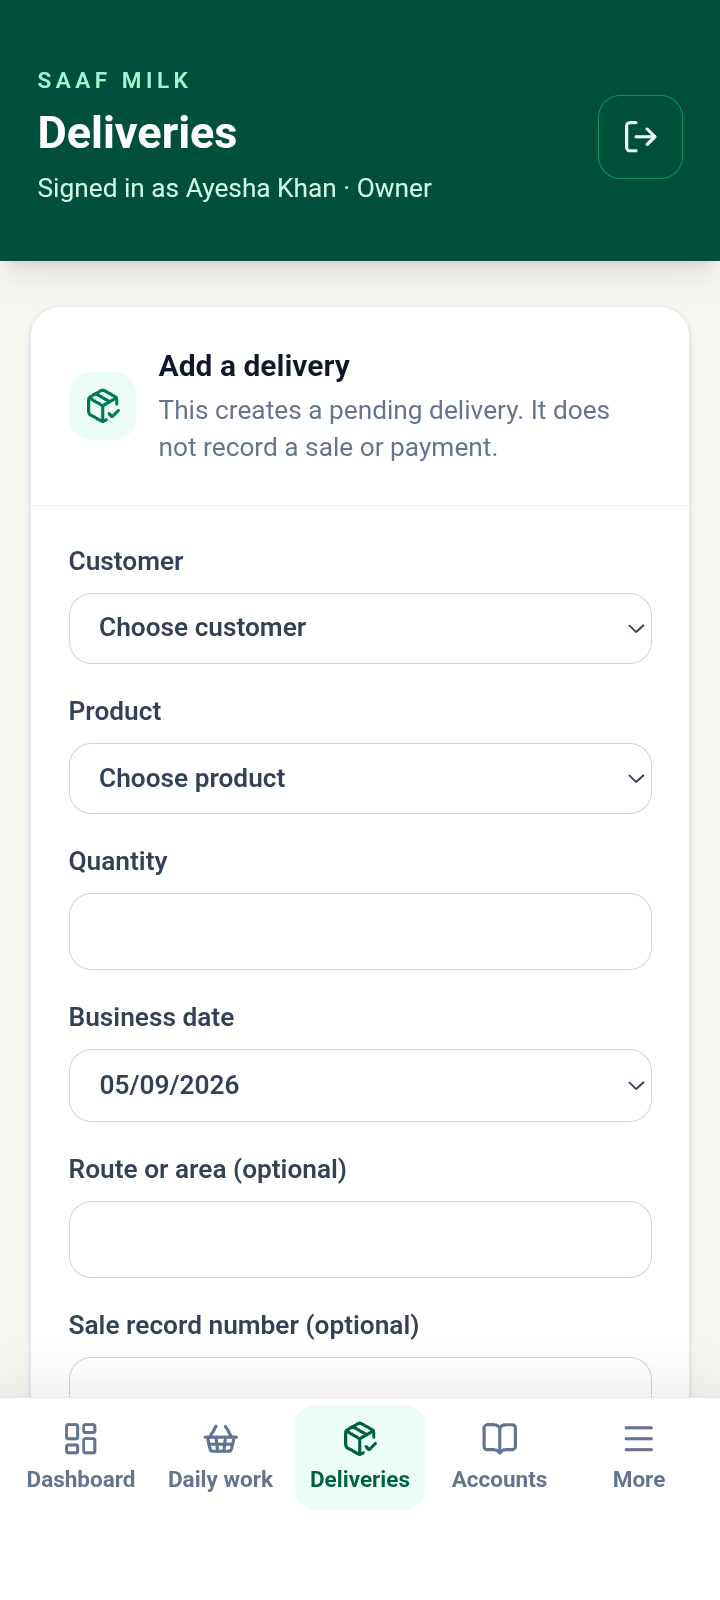 SAAF MILK
Deliveries
Signed in as Ayesha Khan · Owner
Add a delivery
This creates a pending delivery. It does
not record a sale or payment.
Customer
Choose customer
Product
Choose product
Quantity
Business date
05/09/2026
Route or area (optional)
Sale record number (optional)
Dashboard
Daily work
Deliveries
Accounts
More